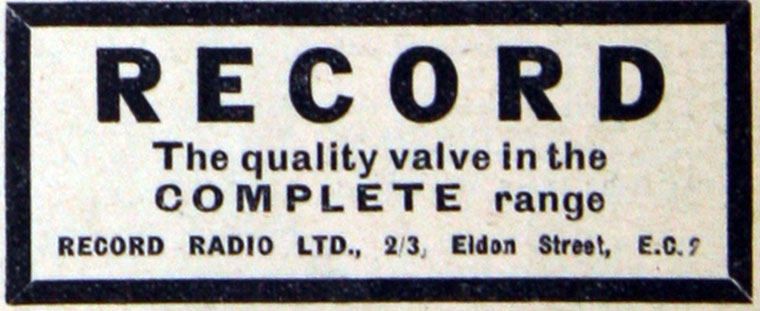 RECORD
The quality valve in the
COMPLETE range
RECORD RADIO LTD., 2/3, Eldon Street, E.C.2